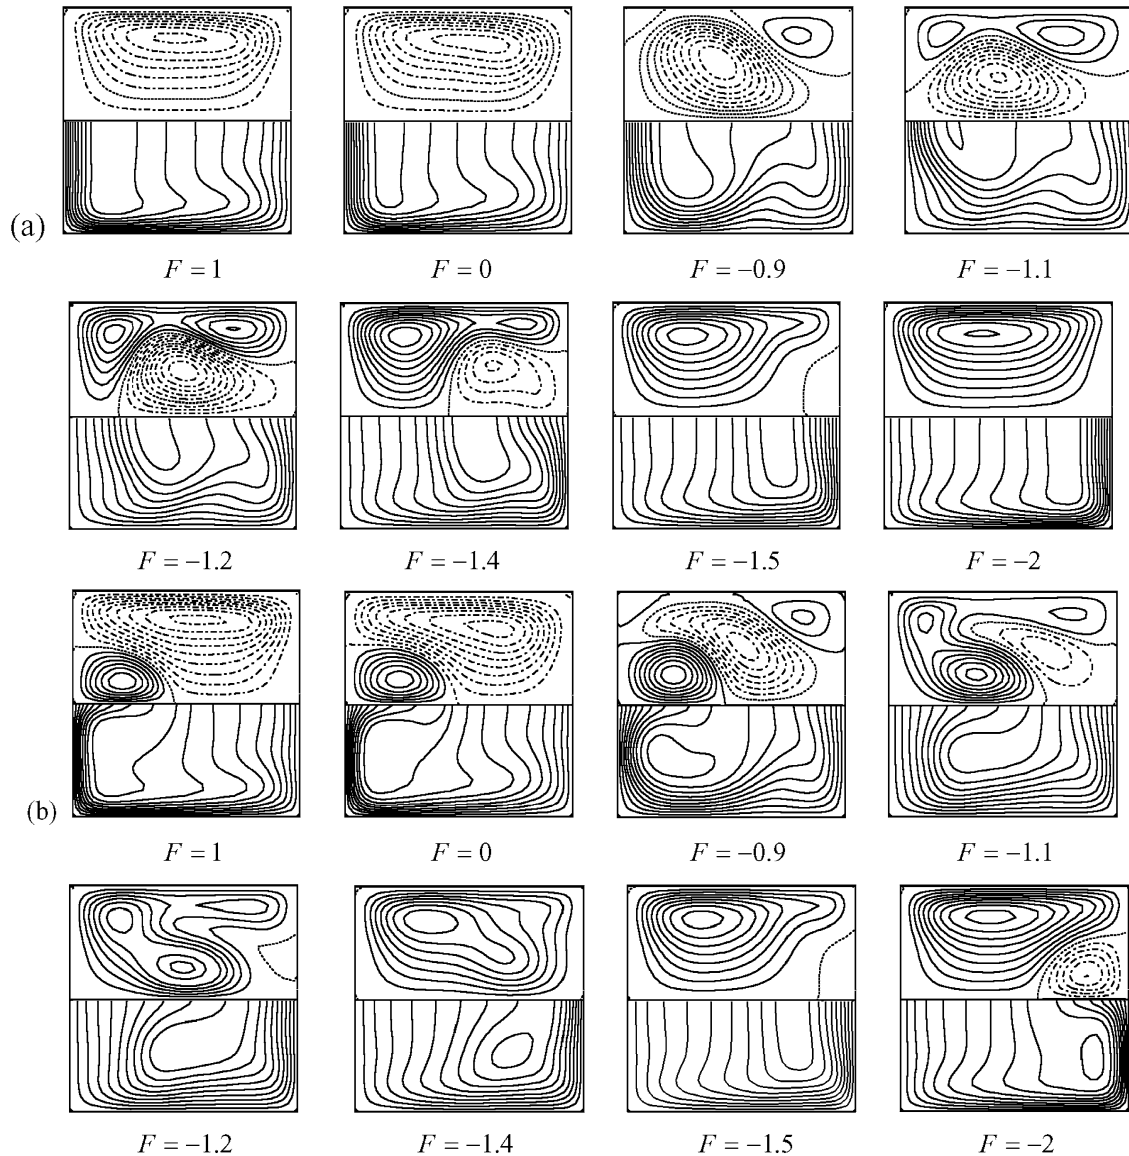 (a)
F = 1 F = 0 F = −0.9 F = −1.1
F = −1.2 F = −1.4 F = −1.5 F = −2
(b)
F = 1 F = 0 F = −0.9 F = −1.1
F = −1.2 F = −1.4 F = −1.5 F = −2